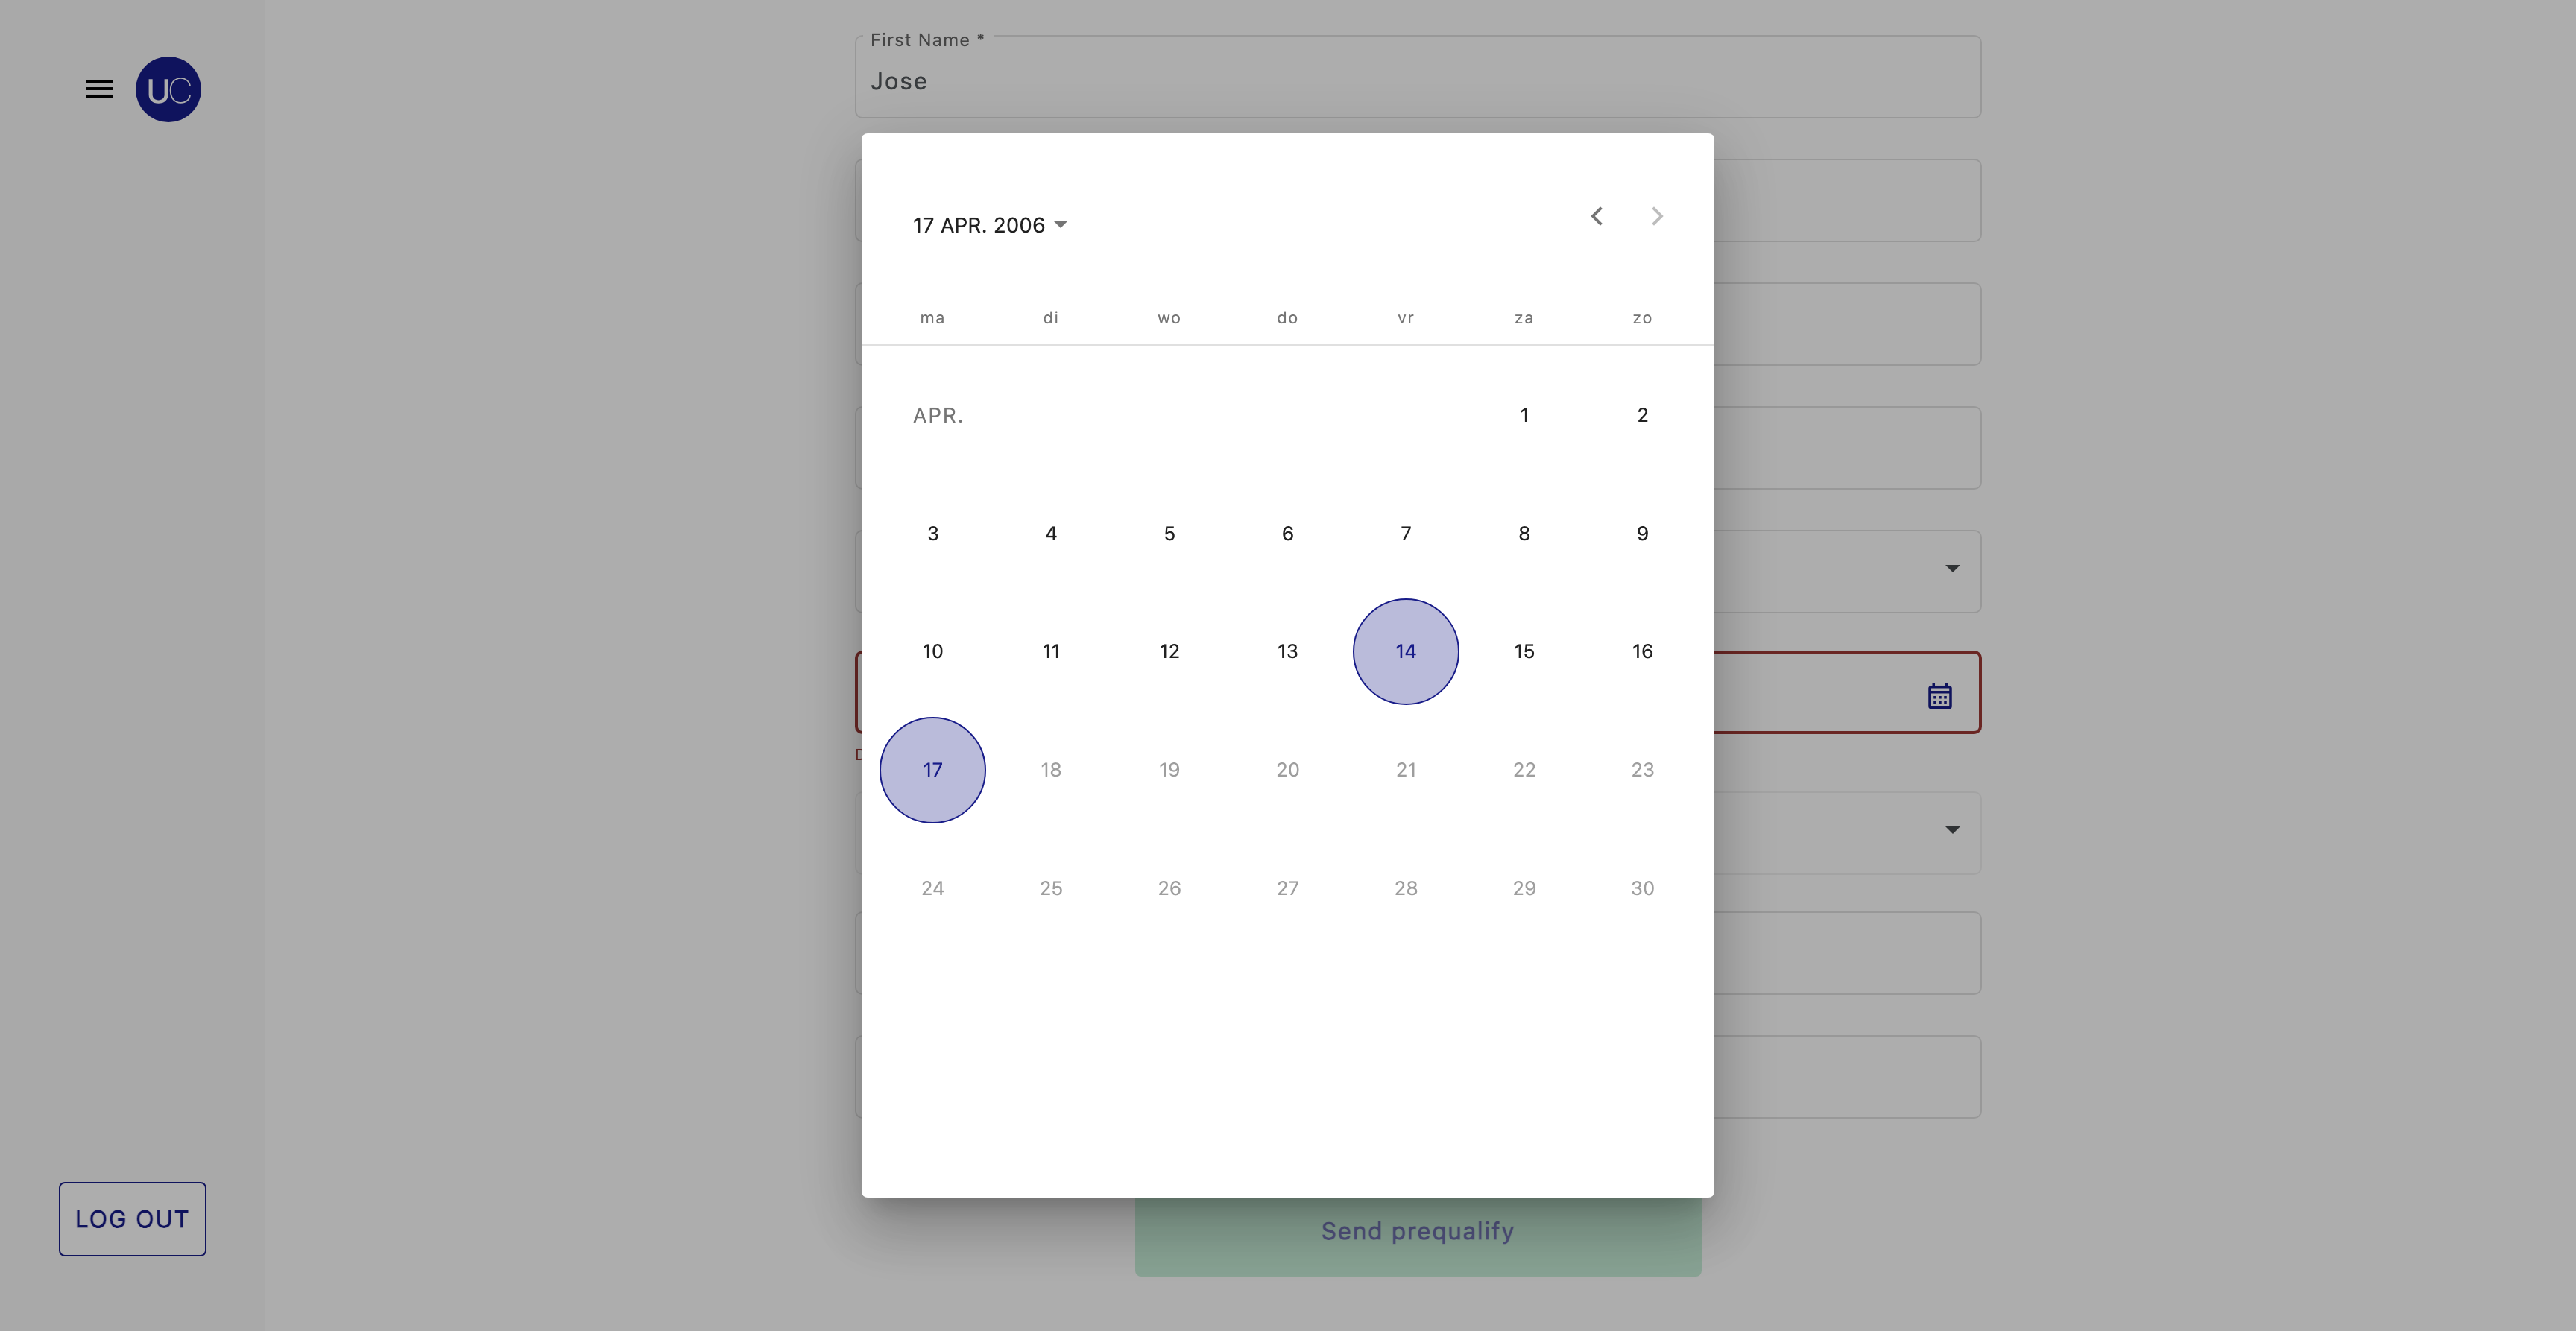 First Name *
UC
Jose
17 APR. 2006
ma di wo do vr za zo
APR. 1 2
3 4 5 6 7 8 9
10 11 12 13 14 15 16
17 18 19 20 21 22 23
24 25 26 27 28 29 30
LOG OUT
Send prequalify